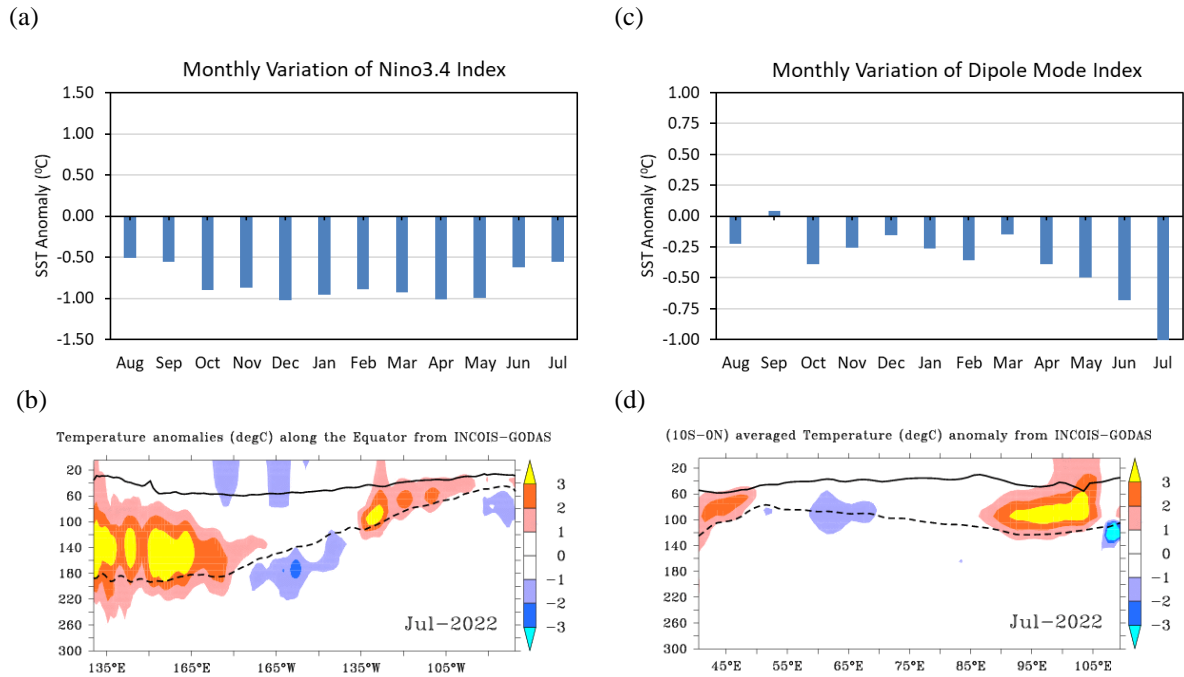 (a)
Monthly Variation of Nino3.4 Index
SST Anomaly (⁰C)
1.50
1.00
0.50
0.00
-0.50
-1.00
-1.50
Aug Sep Oct Nov Dec Jan Feb Mar Apr May Jun Jul
(c)
Monthly Variation of Dipole Mode Index
SST Anomaly (⁰C)
1.00
0.75
0.50
0.25
0.00
-0.25
-0.50
-0.75
-1.00
Aug Sep Oct Nov Dec Jan Feb Mar Apr May Jun Jul
(b)
Temperature anomalies (degC) along the Equator from INCOIS-GODAS
20
60
100
140
180
220
260
300
135°E 165°E 165°W 135°W 105°W
Jul-2022
3
2
1
0
-1
-2
-3
(d)
(10S-0N) averaged Temperature (degC) anomaly from INCOIS-GODAS
20
60
100
140
180
220
260
300
45°E 55°E 65°E 75°E 85°E 95°E 105°E
Jul-2022
3
2
1
0
-1
-2
-3